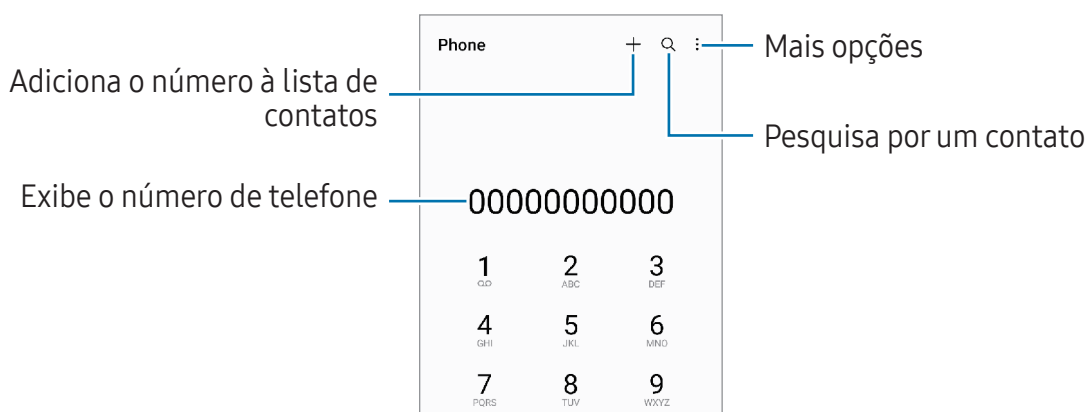 Phone
Mais opções
Adiciona o número à lista de
contatos
Pesquisa por um contato
Exibe o número de telefone
00000000000
1 2 3
ABC DEF
4 5 6
GHI JKL MNO
7 8 9
PQRS TUV WXYZ